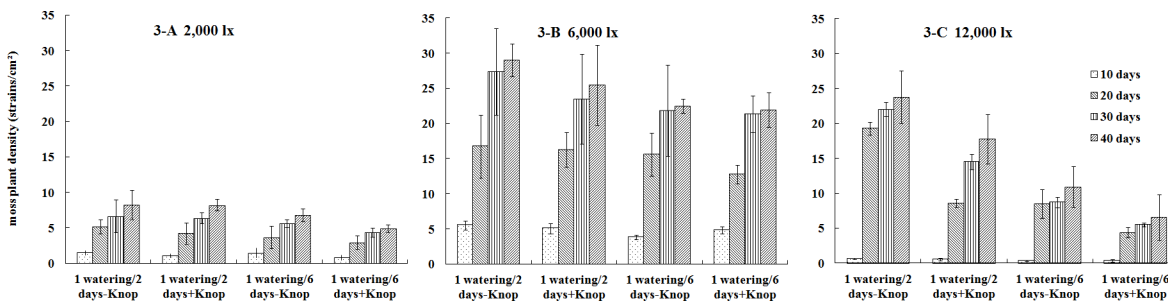 3-A 2,000 lx
moss plant density (strains/cm²)
35
30
25
20
15
10
5
0
1 watering/2
days-Knop
1 watering/2
days+Knop
1 watering/6
days-Knop
1 watering/6
days+Knop
3-B 6,000 lx
35
30
25
20
15
10
5
0
1 watering/2
days-Knop
1 watering/2
days+Knop
1 watering/6
days-Knop
1 watering/6
days+Knop
3-C 12,000 lx
35
30
25
20
15
10
5
0
1 watering/2
days-Knop
1 watering/2
days+Knop
1 watering/6
days-Knop
1 watering/6
days+Knop
10 days
20 days
30 days
40 days